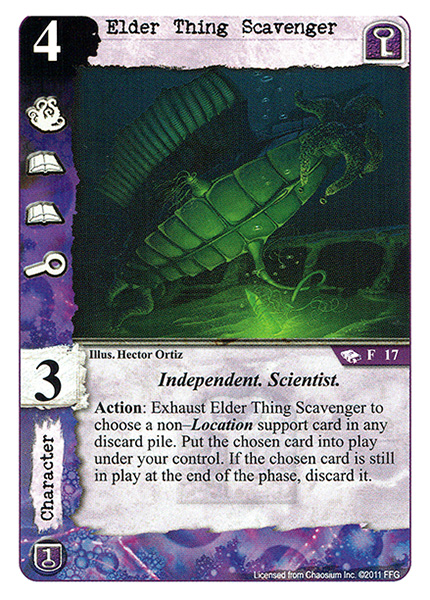 4
Elder Thing Scavenger
Illus. Hector Ortiz
F 17
3
Independent. Scientist.
Action: Exhaust Elder Thing Scavenger to
choose a non–Location support card in any
discard pile. Put the chosen card into play
under your control. If the chosen card is still
in play at the end of the phase, discard it.
Character
1
Licensed from Chaosium Inc. ©2011 FFG